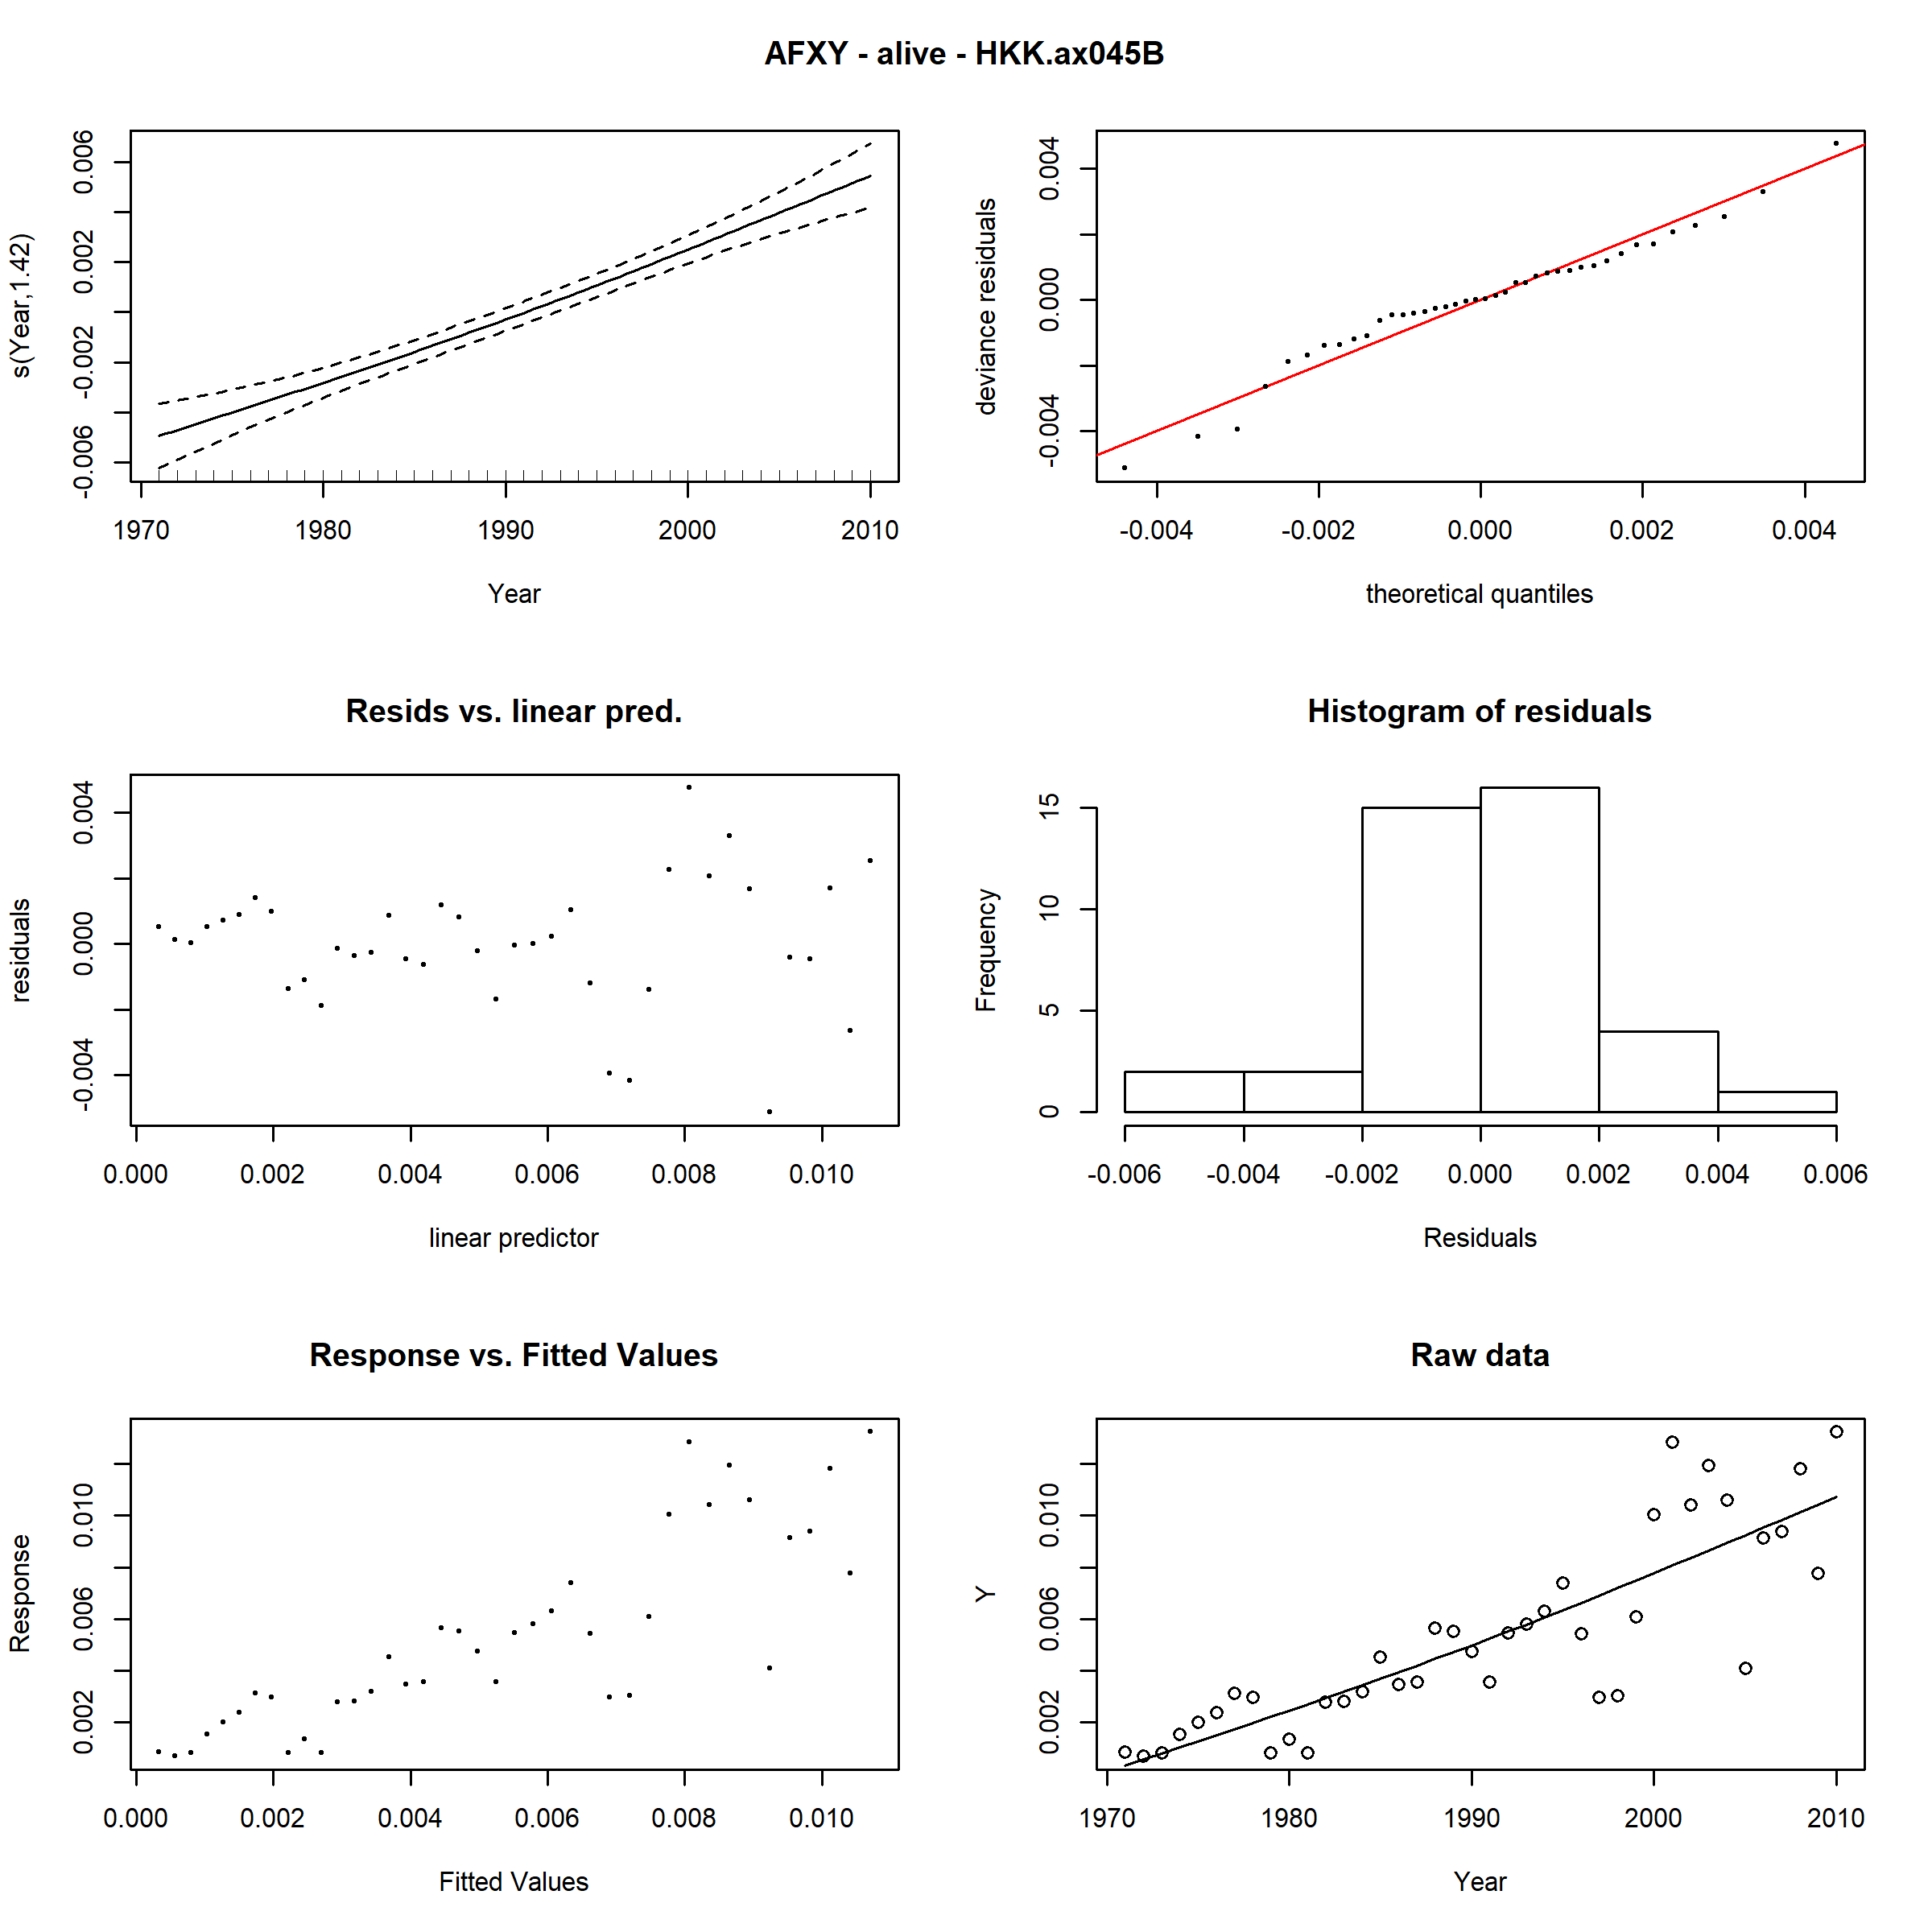 AFXY - alive - HKK.ax045B
s(Year,1.42)
-0.006 -0.002 0.002 0.006
1970 1980 1990 2000 2010
Year
deviance residuals
-0.004 0.000 0.004
-0.004 -0.002 0.000 0.002 0.004
theoretical quantiles
Resids vs. linear pred.
residuals
-0.004 0.000 0.004
0.000 0.002 0.004 0.006 0.008 0.010
linear predictor
Histogram of residuals
Frequency
0 5 10 15
-0.006 -0.004 -0.002 0.000 0.002 0.004 0.006
Residuals
Response vs. Fitted Values
Response
0.002 0.006 0.010
0.000 0.002 0.004 0.006 0.008 0.010
Fitted Values
Raw data
Y
0.002 0.006 0.010
1970 1980 1990 2000 2010
Year